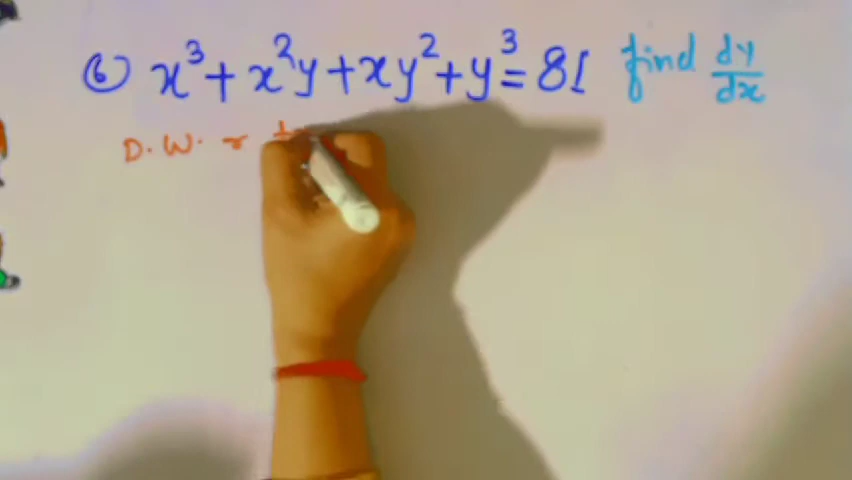 6) x³ + x²y + xy² + y³ = 81 find dy/dx
D. W. r t